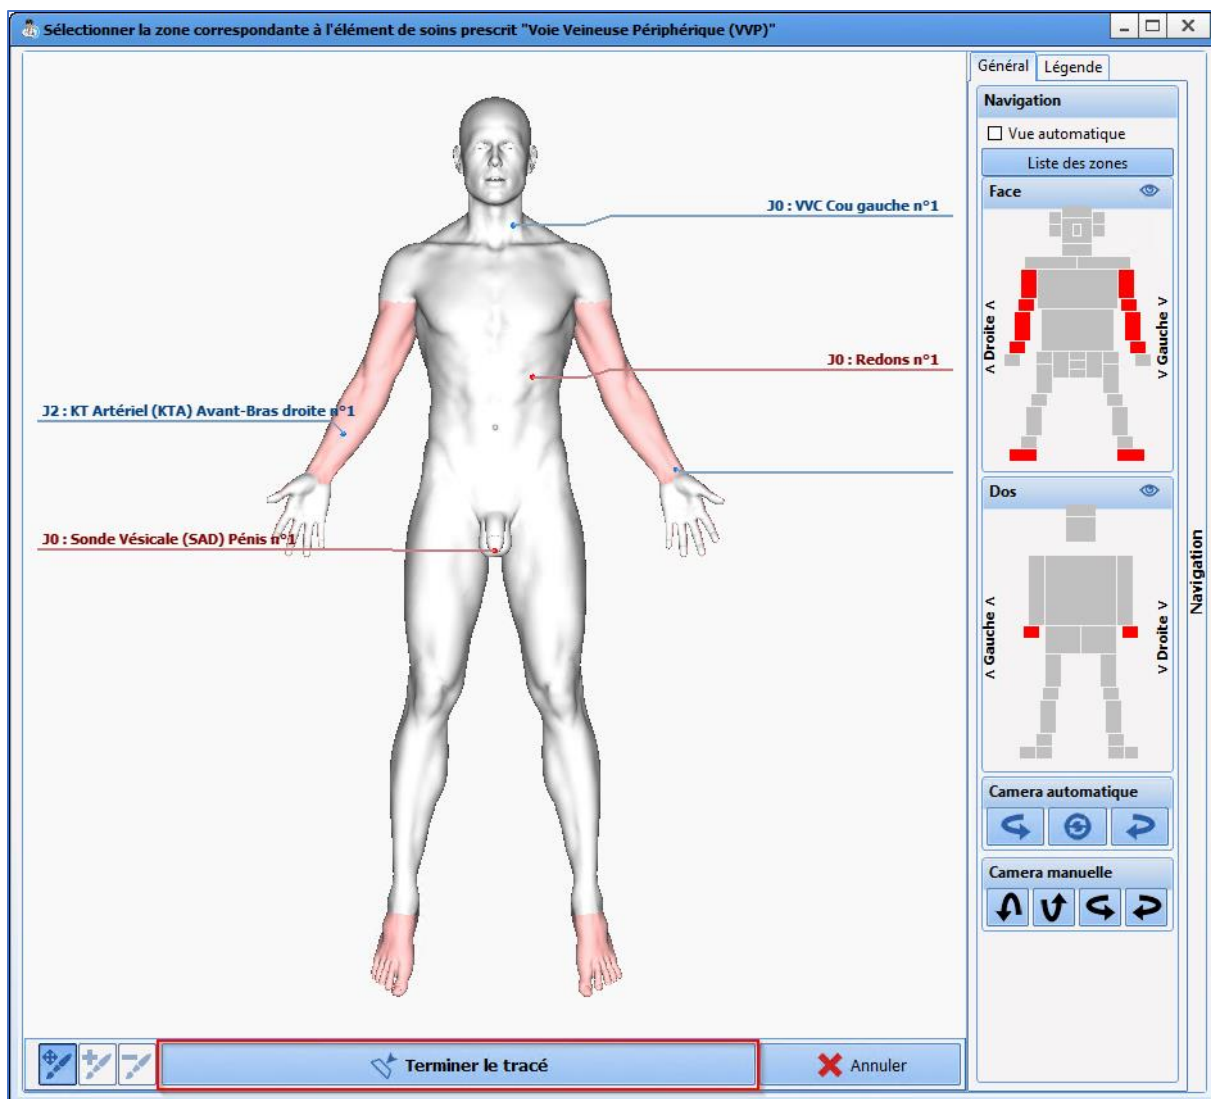 Sélectionner la zone correspondante à l'élément de soins prescrit "Voie Veineuse Périphérique (VVP)"
Général
Légende
Navigation
Vue automatique
Liste des zones
Face
J0 : VVC Cou gauche n°1
< Droite <
> Gauche >
J0 : Redons n°1
J2 : KT Artériel (KTA) Avant-Bras droite n°1
Dos
J0 : Sonde Vésicale (SAD) Pénis n°1
Navigation
< Gauche <
> Droite >
Camera automatique
Camera manuelle
Terminer le tracé
Annuler